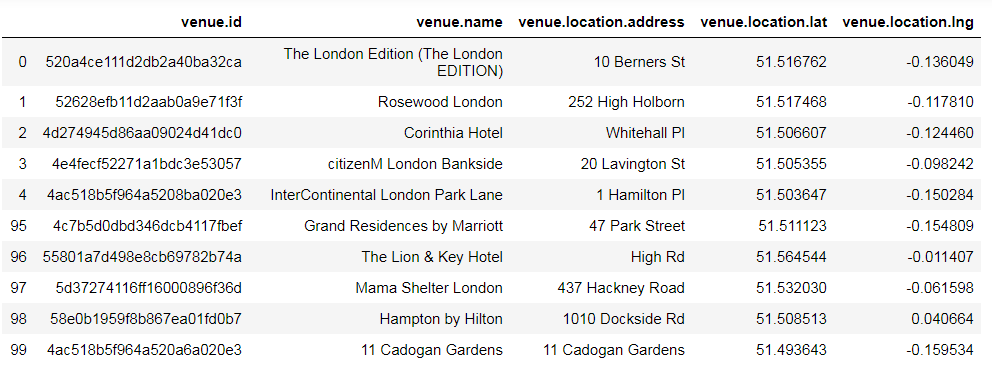 venue.id venue.name venue.location.address venue.location.lat venue.location.lng
0 520a4ce111d2db2a40ba32ca The London Edition (The London EDITION) 10 Berners St 51.516762 -0.136049
1 52628efb11d2aab0a9e71f3f Rosewood London 252 High Holborn 51.517468 -0.117810
2 4d274945d86aa09024d41dc0 Corinthia Hotel Whitehall Pl 51.506607 -0.124460
3 4e4fecf52271a1bdc3e53057 citizenM London Bankside 20 Lavington St 51.505355 -0.098242
4 4ac518b5f964a5208ba020e3 InterContinental London Park Lane 1 Hamilton Pl 51.503647 -0.150284
95 4c7b5d0dbd346dcb4117fbef Grand Residences by Marriott 47 Park Street 51.511123 -0.154809
96 55801a7d498e8cb69782b74a The Lion & Key Hotel High Rd 51.564544 -0.011407
97 5d37274116ff16000896f36d Mama Shelter London 437 Hackney Road 51.532030 -0.061598
98 58e0b1959f8b867ea01fd0b7 Hampton by Hilton 1010 Dockside Rd 51.508513 0.040664
99 4ac518b5f964a520a6a020e3 11 Cadogan Gardens 11 Cadogan Gardens 51.493643 -0.159534